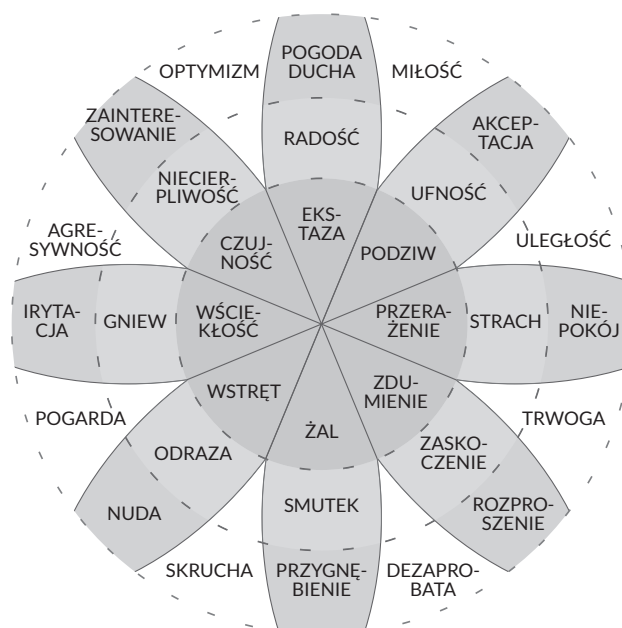 POGODA
DUCHA
OPTYMIZM
MIŁOŚĆ
ZAINTERE-
SOWANIE
RADOŚĆ
AKCEP-
TACJA
NIECIER-
PLIWOŚĆ
UFNOŚĆ
EKS-
TAZA
AGRE-
SYWNOŚĆ
CZUJ-
NOŚĆ
PODZIW
ULEGŁOŚĆ
IRYTA-
CJA
GNIEW
WŚCIE-
KŁOŚĆ
PRZERA-
ŻENIE
STRACH
NIE-
POKÓJ
WSTRĘT
ZDU-
MIENIE
POGARDA
ŻAL
TRWOGA
ODRAZA
ZASKO-
CZENIE
NUDA
SMUTEK
ROZPRO-
SZENIE
SKRUCHA
PRZYGNĘ-
BIENIE
DEZAPRO-
BATA